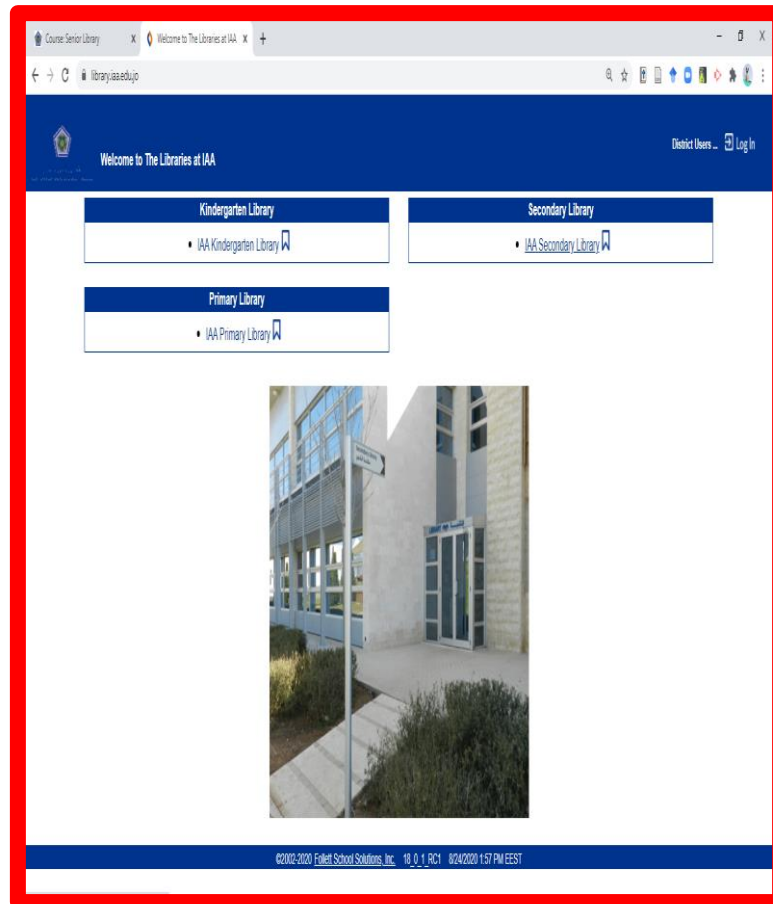 Course: Senior Library
Welcome to The Libraries at IAA
library.iaa.edu.jo
Welcome to The Libraries at IAA
District Users ... Log In
Kindergarten Library
IAA Kindergarten Library
Secondary Library
IAA Secondary Library
Primary Library
IAA Primary Library
LIBRARY
©2002-2020 Follett School Solutions, Inc. 18_0_1_RC1 8/24/2020 1:57 PM EEST